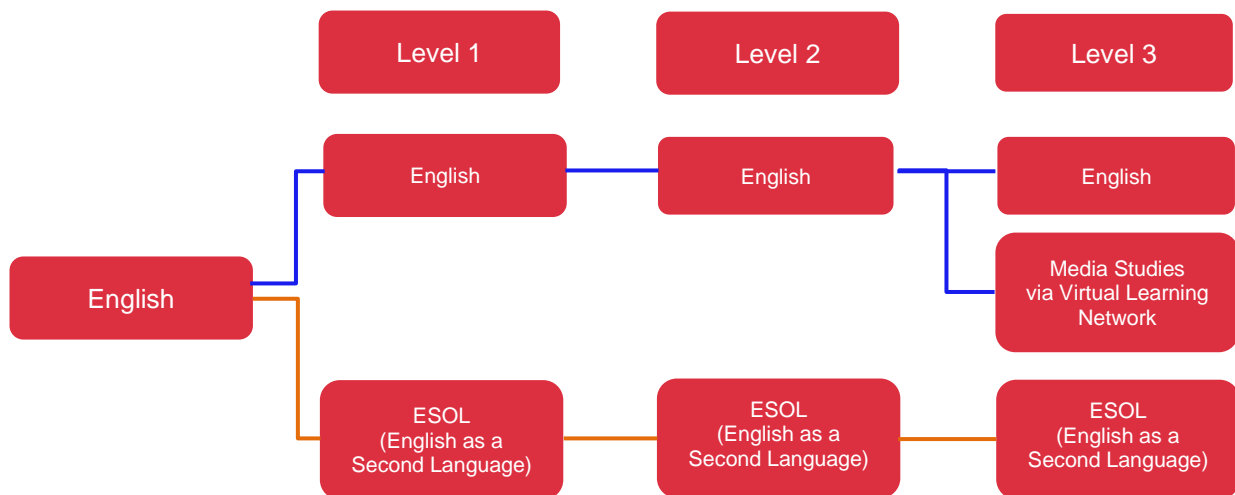 Level 1
Level 2
Level 3
English
English
English
English
Media Studies
via Virtual Learning
Network
ESOL
(English as a
Second Language)
ESOL
(English as a
Second Language)
ESOL
(English as a
Second Language)